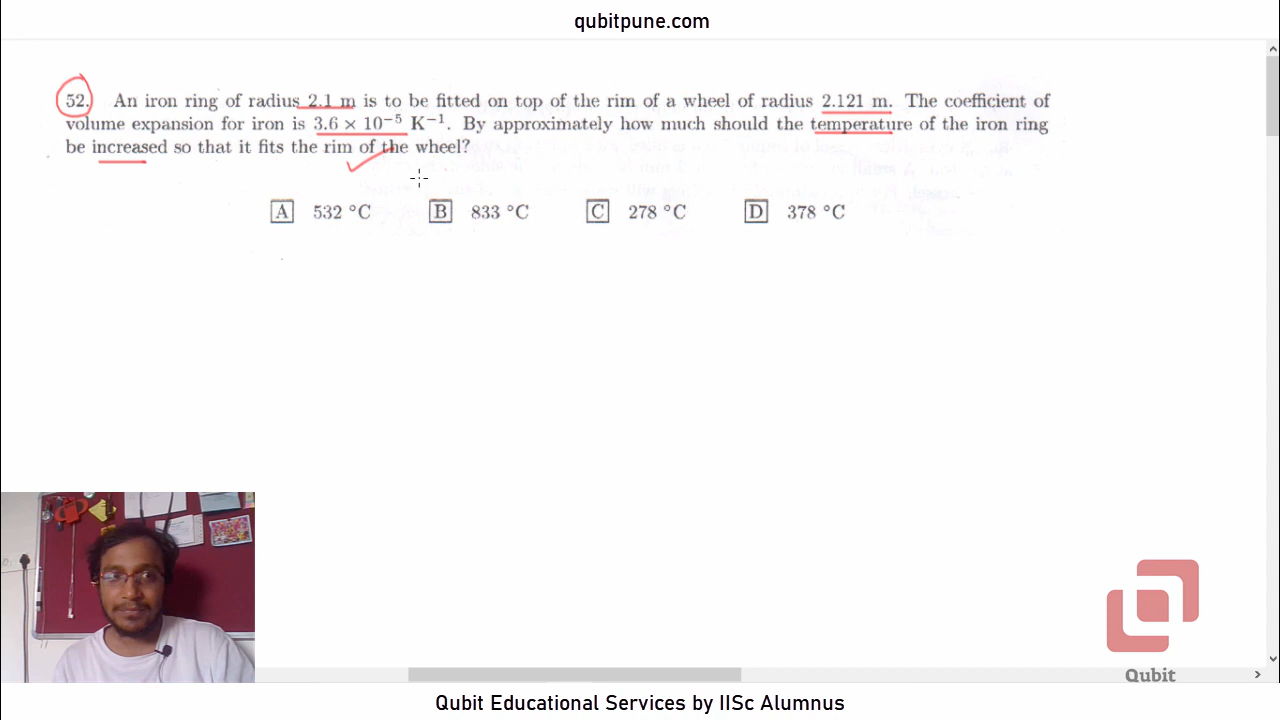 qubitpune.com
52. An iron ring of radius 2.1 m is to be fitted on top of the rim of a wheel of radius 2.121 m. The coefficient of
volume expansion for iron is 3.6 × 10⁻⁵ K⁻¹. By approximately how much should the temperature of the iron ring
be increased so that it fits the rim of the wheel?
A 532 °C B 833 °C C 278 °C D 378 °C
Qubit
Qubit Educational Services by IISc Alumnus